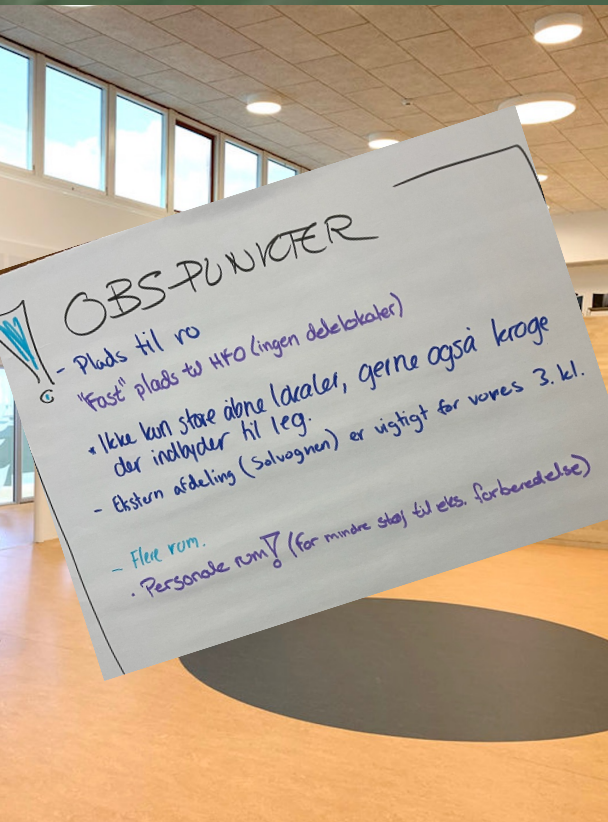 ! OBS-PUNKTER
- Plads til ro
"Fast" plads til HFO (ingen delelokaler)
• Ikke kun store åbne lokaler, gerne også kroge
der indbyder til leg.
- Ekstern afdeling (Solvognen) er vigtigt for vores 3. kl.
- Flere rum.
• Personale rum! (for mindre støj til eks. forberedelse)